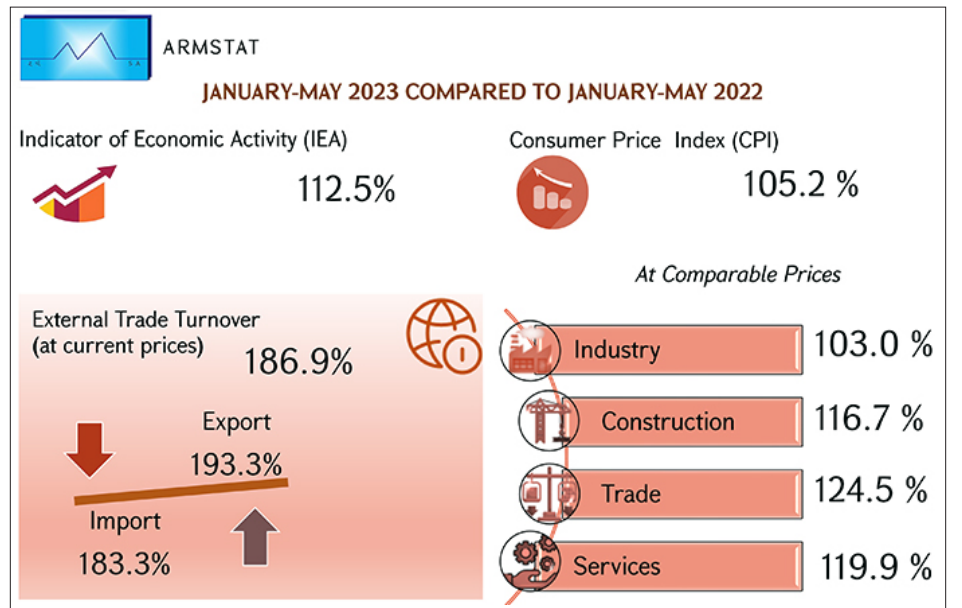 ARMSTAT
JANUARY-MAY 2023 COMPARED TO JANUARY-MAY 2022
Indicator of Economic Activity (IEA)
112.5%
Consumer Price Index (CPI)
105.2 %
At Comparable Prices
External Trade Turnover
(at current prices)
186.9%
Export
193.3%
Import
183.3%
Industry
103.0 %
Construction
116.7 %
Trade
124.5 %
Services
119.9 %